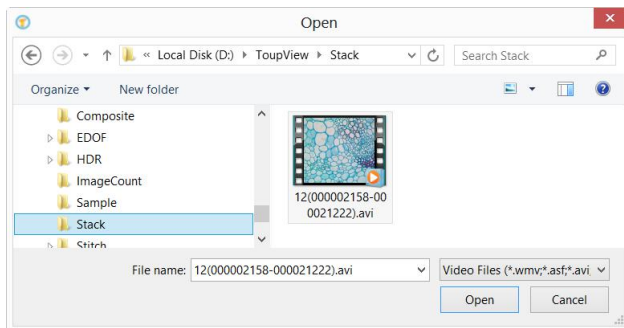 Open
« Local Disk (D:) ToupView Stack
Search Stack
Organize
New folder
Composite
EDOF
HDR
ImageCount
Sample
Stack
Stitch
12(000002158-00
0021222).avi
File name: 12(000002158-000021222).avi
Video Files (*.wmv;*.asf;*.avi
Open
Cancel